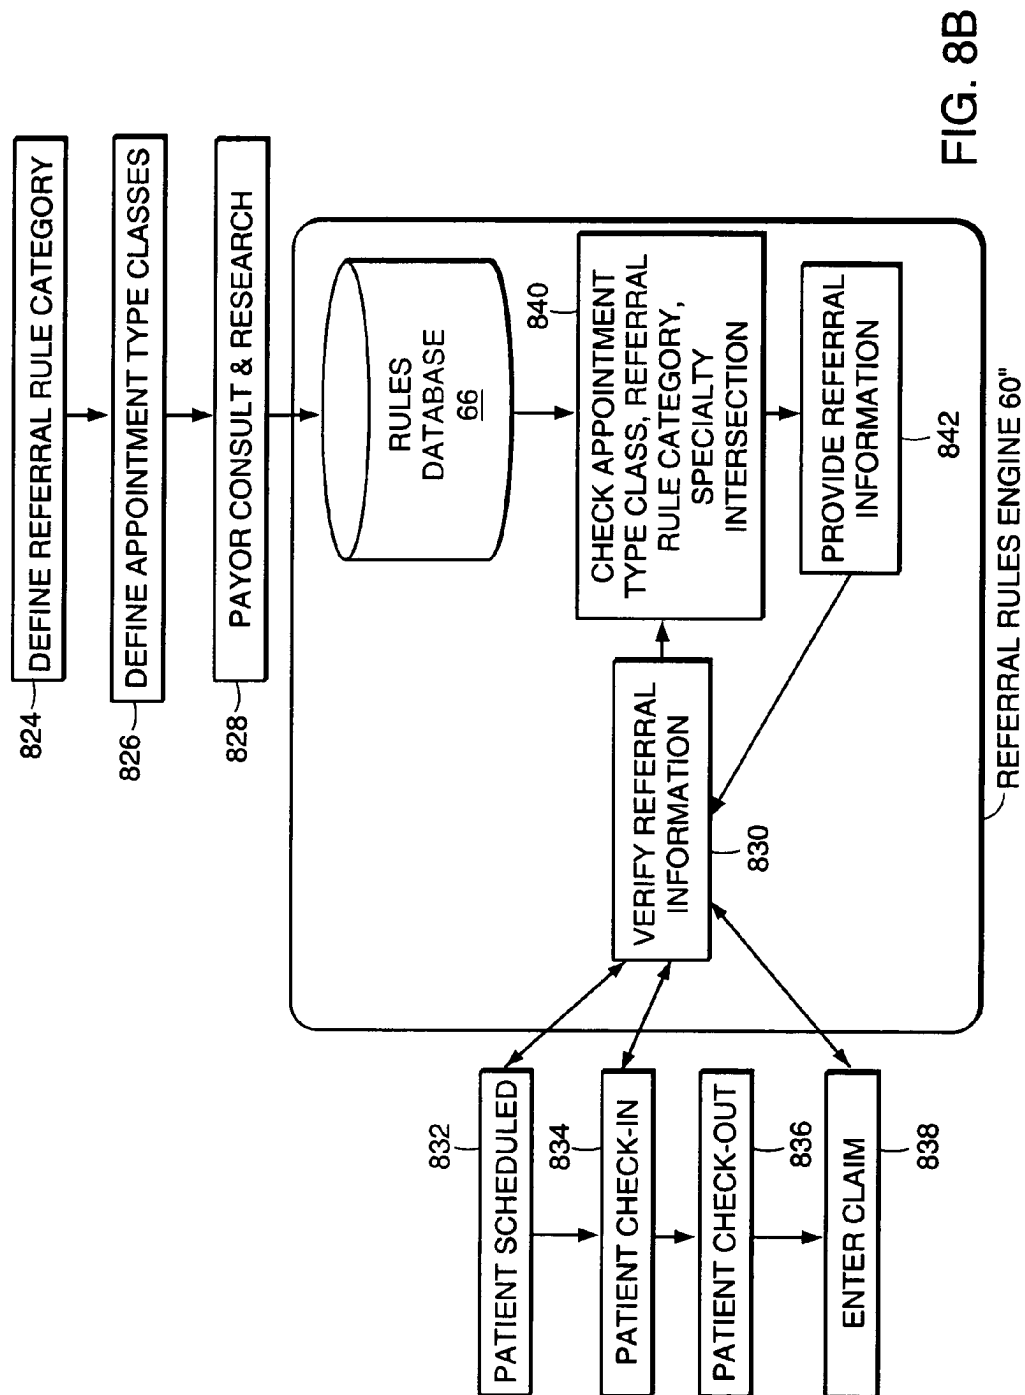 DEFINE REFERRAL RULE CATEGORY
824
DEFINE APPOINTMENT TYPE CLASSES
826
PAYOR CONSULT & RESEARCH
828
RULES
DATABASE
66
840
CHECK APPOINTMENT
TYPE CLASS, REFERRAL
RULE CATEGORY,
SPECIALTY
INTERSECTION
PROVIDE REFERRAL
INFORMATION
842
VERIFY REFERRAL
INFORMATION
830
PATIENT SCHEDULED
832
PATIENT CHECK-IN
834
PATIENT CHECK-OUT
836
ENTER CLAIM
838
REFERRAL RULES ENGINE 60"
FIG. 8B